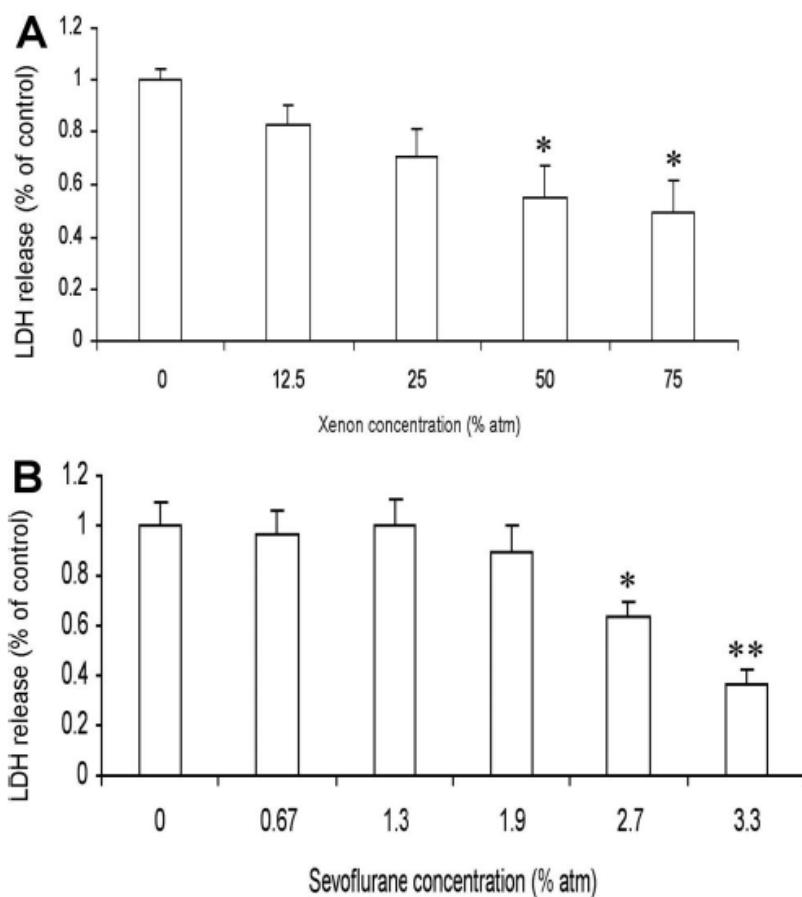 A
1.2
1
0.8
0.6
0.4
0.2
0
LDH release (% of control)
* *
0 12.5 25 50 75
Xenon concentration (% atm)
B
1.2
1
0.8
0.6
0.4
0.2
0
LDH release (% of control)
* **
0 0.67 1.3 1.9 2.7 3.3
Sevoflurane concentration (% atm)